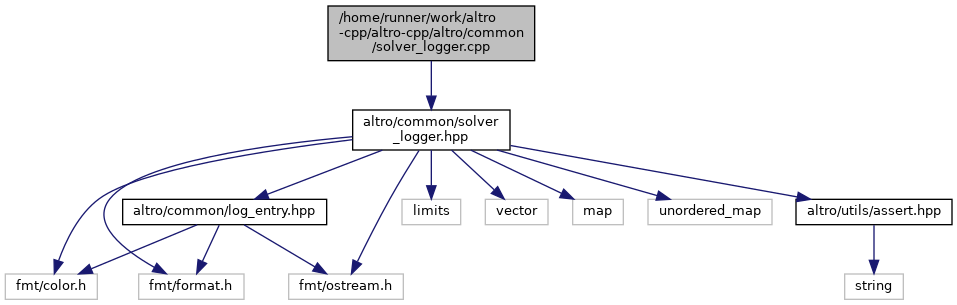 /home/runner/work/altro
-cpp/altro-cpp/altro/common
/solver_logger.cpp
altro/common/solver
_logger.hpp
altro/common/log_entry.hpp
limits
vector
map
unordered_map
altro/utils/assert.hpp
fmt/color.h
fmt/format.h
fmt/ostream.h
string